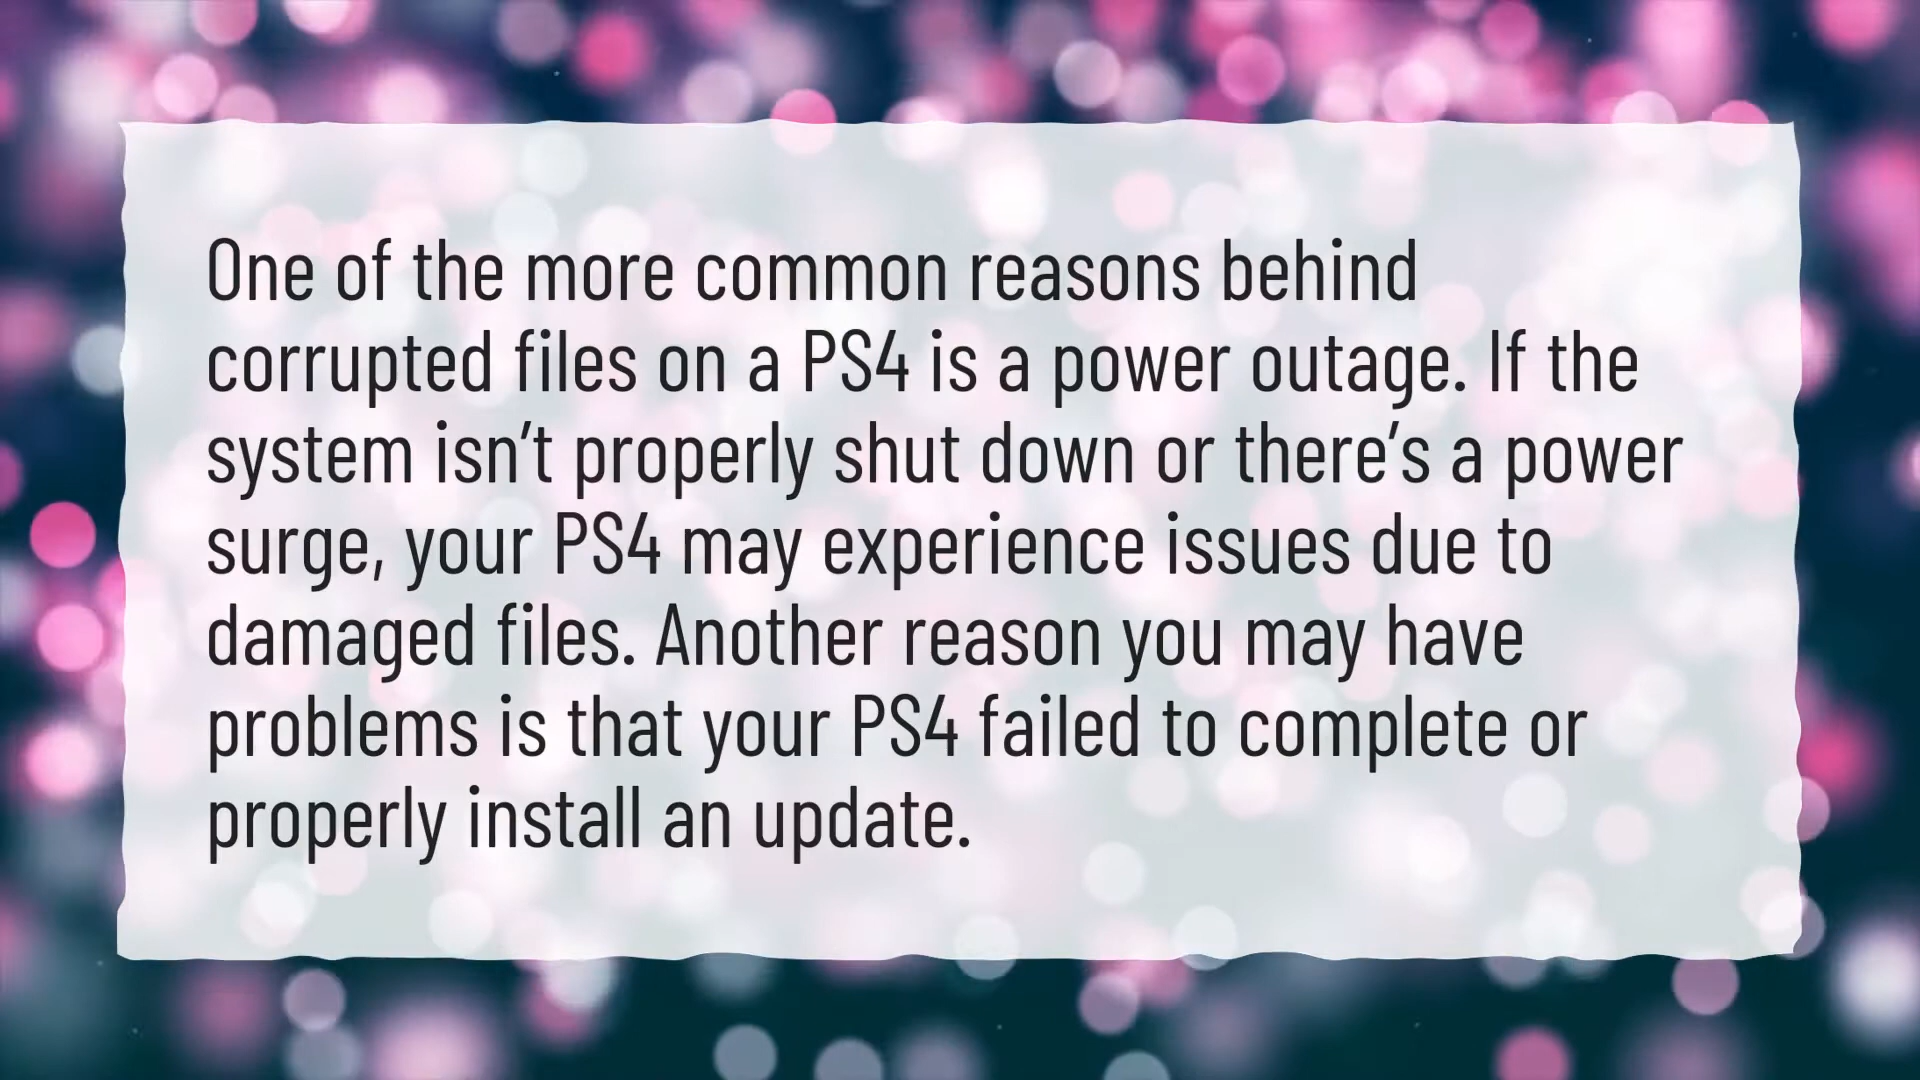 One of the more common reasons behind
corrupted files on a PS4 is a power outage. If the
system isn’t properly shut down or there’s a power
surge, your PS4 may experience issues due to
damaged files. Another reason you may have
problems is that your PS4 failed to complete or
properly install an update.